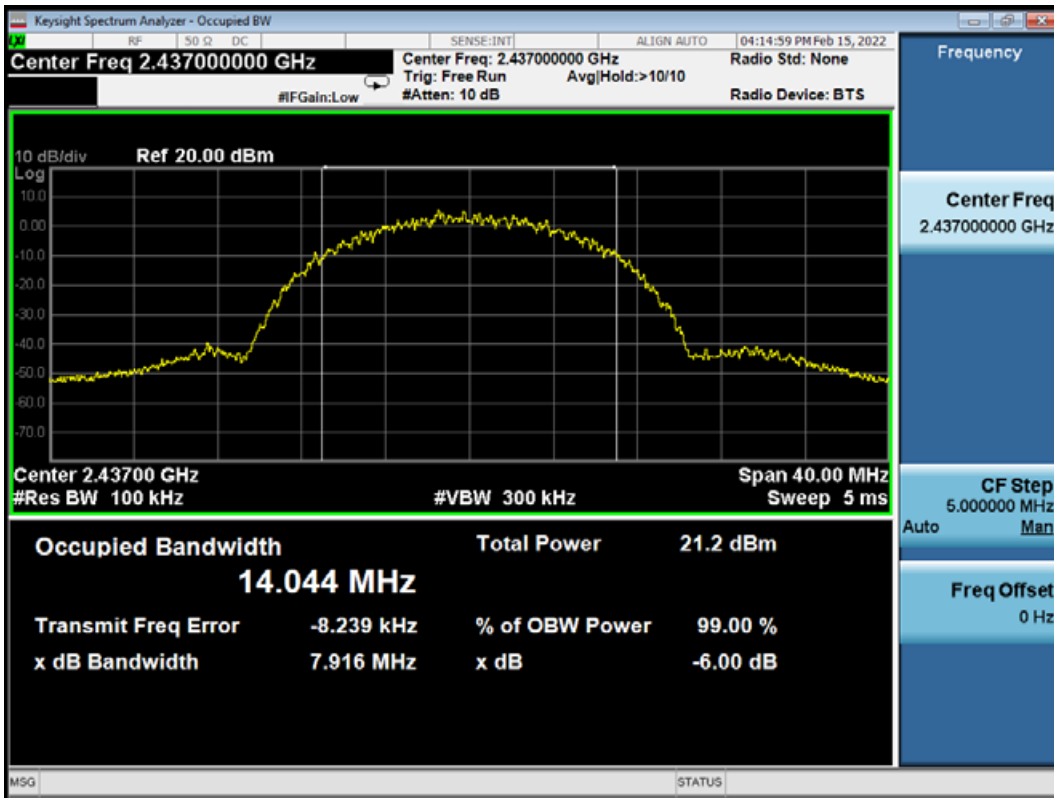 Keysight Spectrum Analyzer - Occupied BW
LXI RF 50 Ω DC SENSE:INT ALIGN AUTO 04:14:59 PM Feb 15, 2022
Center Freq 2.437000000 GHz
Center Freq: 2.437000000 GHz Radio Std: None
Trig: Free Run Avg|Hold:>10/10
#IFGain:Low #Atten: 10 dB Radio Device: BTS
10 dB/div Ref 20.00 dBm
Log
10.0
0.00
-10.0
-20.0
-30.0
-40.0
-50.0
-60.0
-70.0
Center 2.43700 GHz Span 40.00 MHz
#Res BW 100 kHz #VBW 300 kHz Sweep 5 ms
Occupied Bandwidth Total Power 21.2 dBm
14.044 MHz
Transmit Freq Error -8.239 kHz % of OBW Power 99.00 %
x dB Bandwidth 7.916 MHz x dB -6.00 dB
MSG STATUS
Frequency
Center Freq
2.437000000 GHz
CF Step
5.000000 MHz
Auto Man
Freq Offset
0 Hz